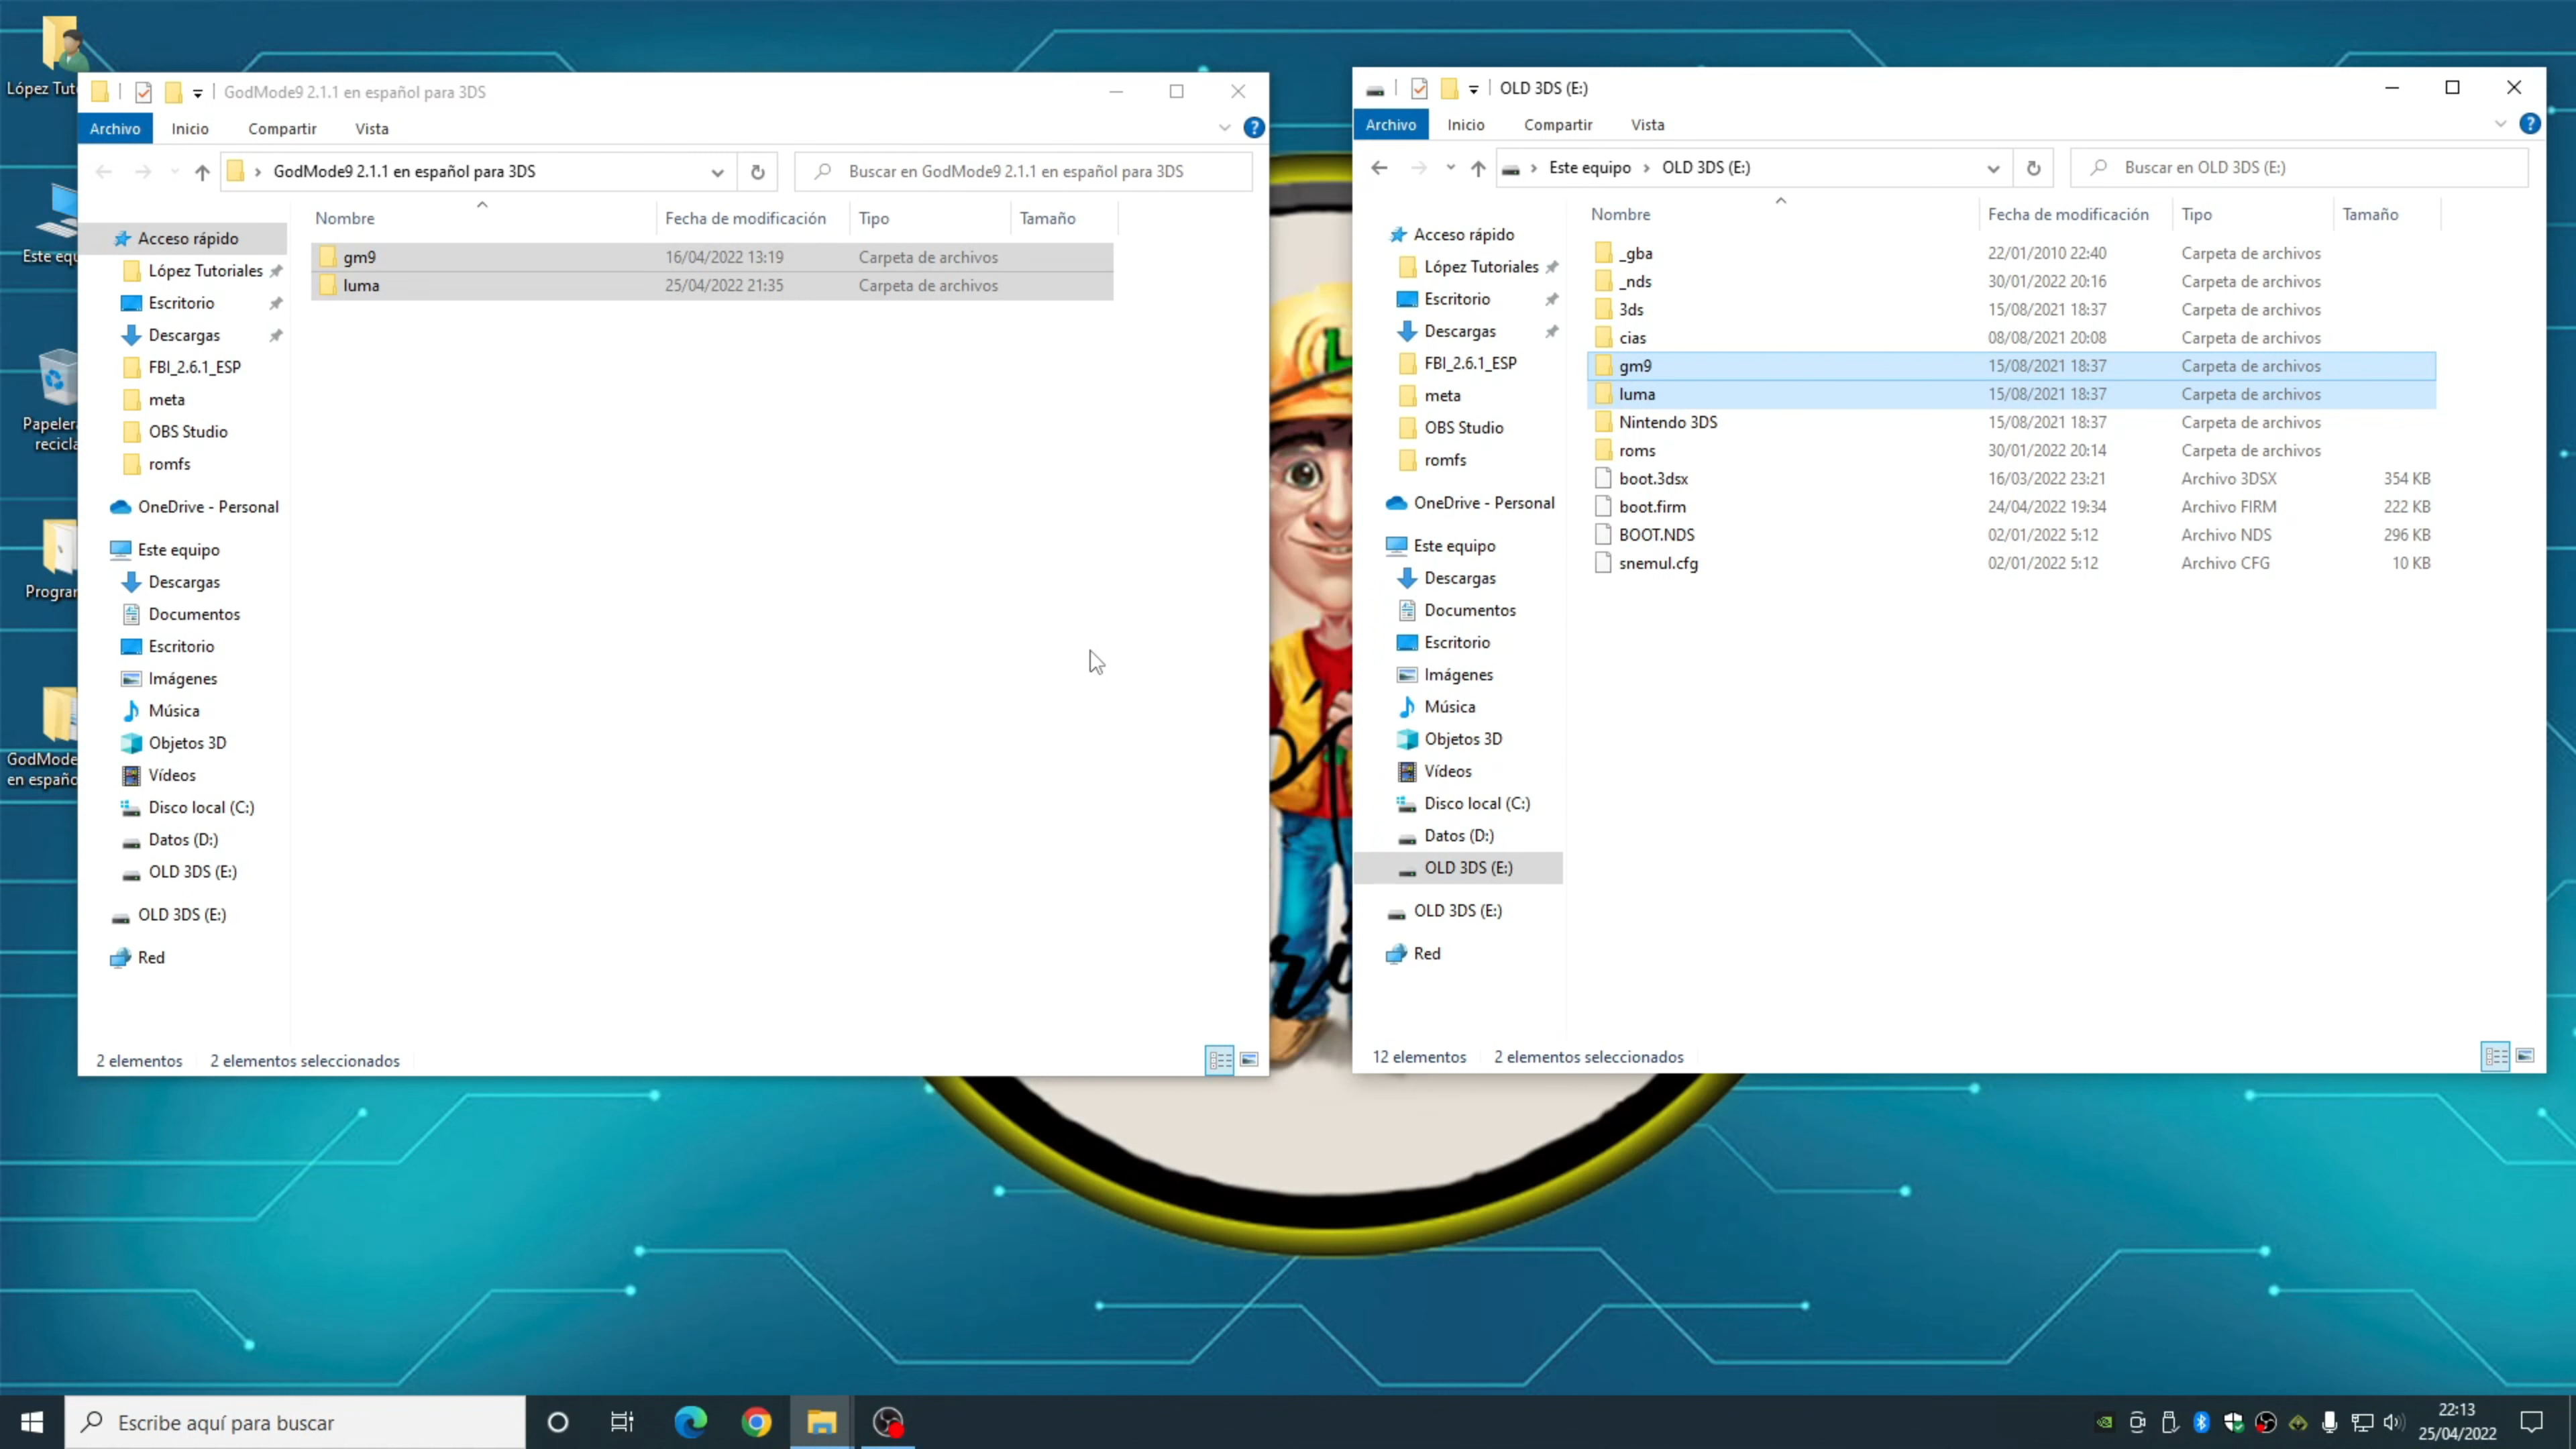 López Tut
Este equ
Papelera
recicla
Program
GodMode
en españo
GodMode9 2.1.1 en español para 3DS
Archivo Inicio Compartir Vista
GodMode9 2.1.1 en español para 3DS
Buscar en GodMode9 2.1.1 en español para 3DS
Nombre Fecha de modificación Tipo Tamaño
gm9 16/04/2022 13:19 Carpeta de archivos
luma 25/04/2022 21:35 Carpeta de archivos
Acceso rápido
López Tutoriales
Escritorio
Descargas
FBI_2.6.1_ESP
meta
OBS Studio
romfs
OneDrive - Personal
Este equipo
Descargas
Documentos
Escritorio
Imágenes
Música
Objetos 3D
Vídeos
Disco local (C:)
Datos (D:)
OLD 3DS (E:)
OLD 3DS (E:)
Red
2 elementos 2 elementos seleccionados
OLD 3DS (E:)
Archivo Inicio Compartir Vista
Este equipo > OLD 3DS (E:)
Buscar en OLD 3DS (E:)
Nombre Fecha de modificación Tipo Tamaño
_gba 22/01/2010 22:40 Carpeta de archivos
_nds 30/01/2022 20:16 Carpeta de archivos
3ds 15/08/2021 18:37 Carpeta de archivos
cias 08/08/2021 20:08 Carpeta de archivos
gm9 15/08/2021 18:37 Carpeta de archivos
luma 15/08/2021 18:37 Carpeta de archivos
Nintendo 3DS 15/08/2021 18:37 Carpeta de archivos
roms 30/01/2022 20:14 Carpeta de archivos
boot.3dsx 16/03/2022 23:21 Archivo 3DSX 354 KB
boot.firm 24/04/2022 19:34 Archivo FIRM 222 KB
BOOT.NDS 02/01/2022 5:12 Archivo NDS 296 KB
snemul.cfg 02/01/2022 5:12 Archivo CFG 10 KB
Acceso rápido
López Tutoriales
Escritorio
Descargas
FBI_2.6.1_ESP
meta
OBS Studio
romfs
OneDrive - Personal
Este equipo
Descargas
Documentos
Escritorio
Imágenes
Música
Objetos 3D
Vídeos
Disco local (C:)
Datos (D:)
OLD 3DS (E:)
OLD 3DS (E:)
Red
12 elementos 2 elementos seleccionados
Escribe aquí para buscar
22:13
25/04/2022